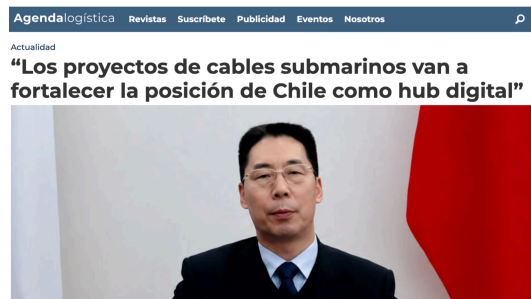 Agendalogística Revistas Suscríbete Publicidad Eventos Nosotros
Actualidad
“Los proyectos de cables submarinos van a
fortalecer la posición de Chile como hub digital”